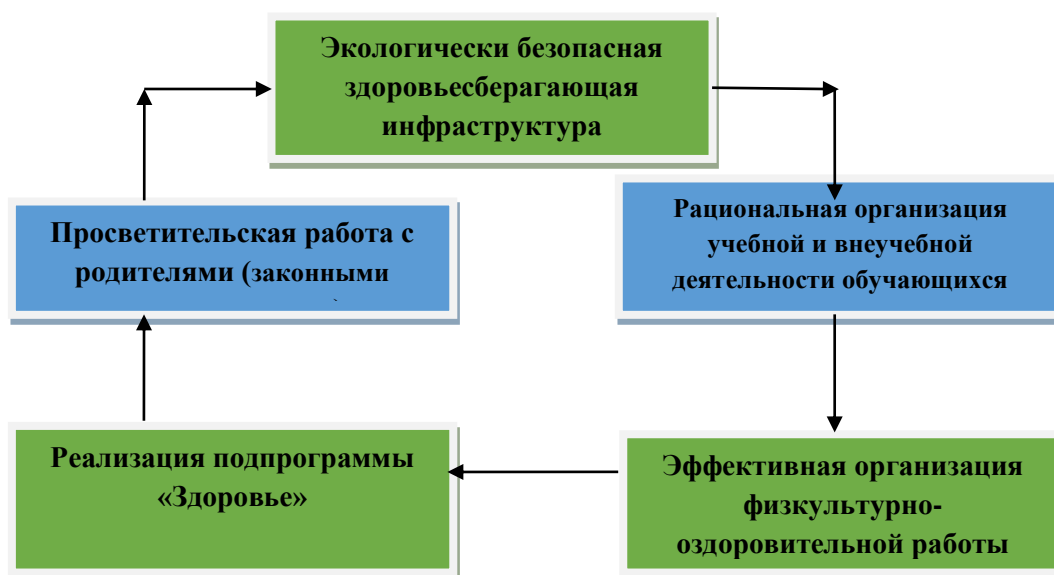 Экологически безопасная
здоровьесберагающая
инфраструктура
Просветительская работа с
родителями (законными
Рациональная организация
учебной и внеучебной
деятельности обучающихся
Реализация подпрограммы
«Здоровье»
Эффективная организация
физкультурно-
оздоровительной работы